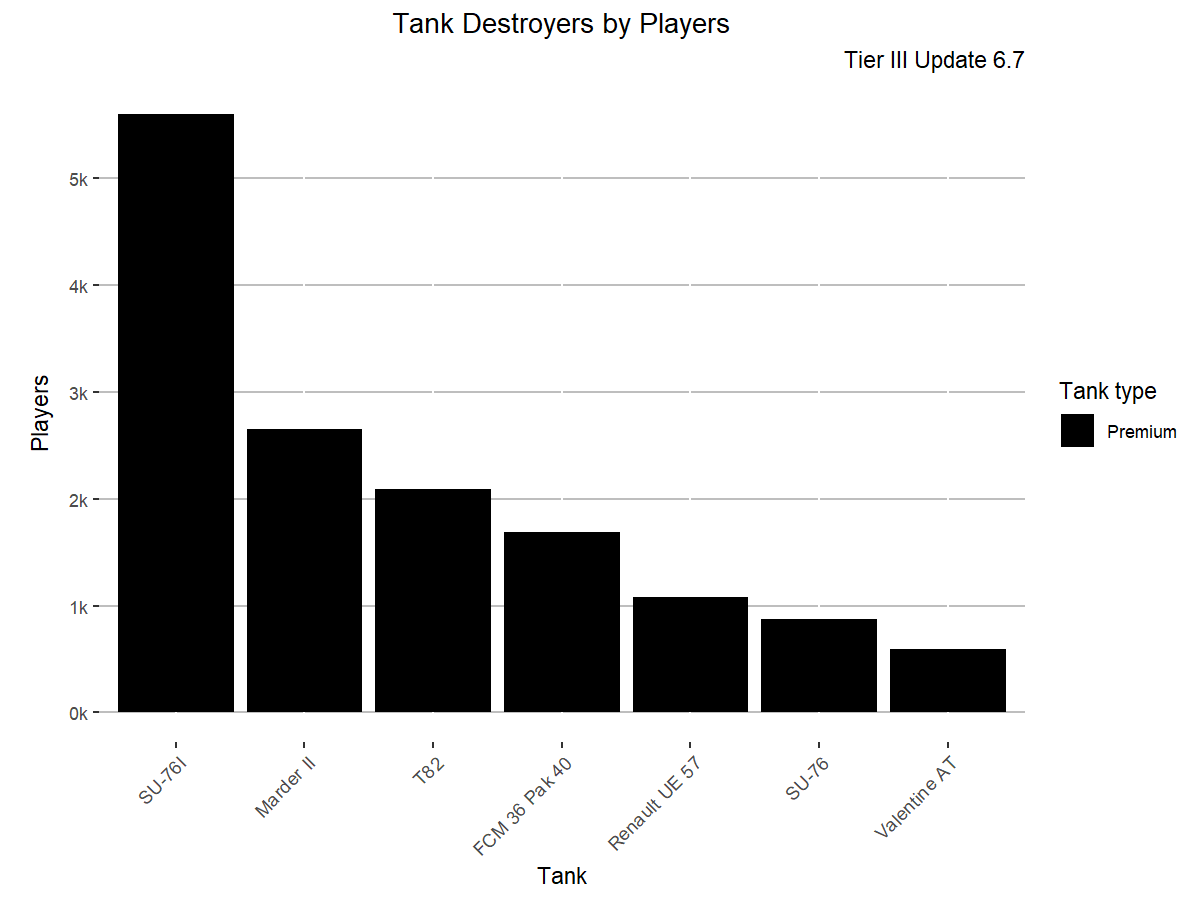 Tank Destroyers by Players
Tier III Update 6.7
5k
4k
3k
2k
1k
0k
Players
SU-76I
Marder II
T82
FCM 36 Pak 40
Renault UE 57
SU-76
Valentine AT
Tank
Tank type
Premium